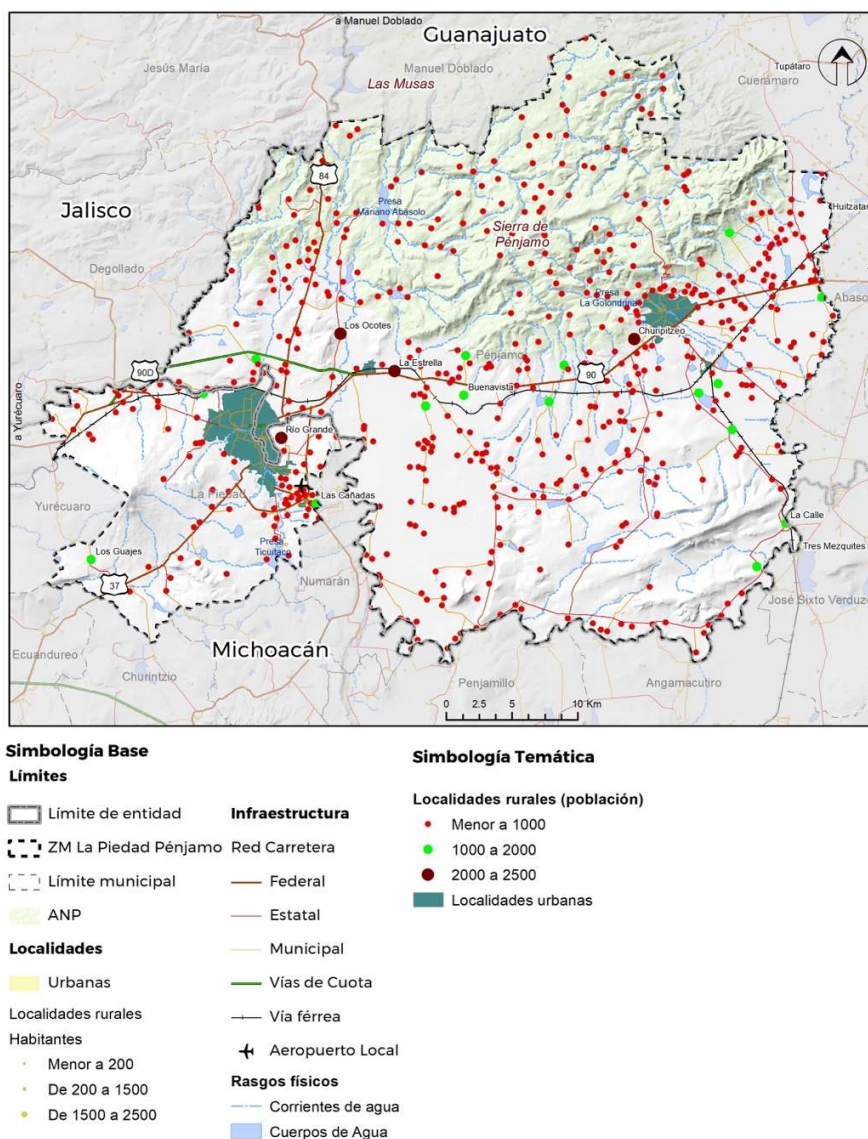 a Manuel Doblado
Guanajuato
Jesús María
Manuel Doblado
Tupátaro
Las Musas
Cuerámaro
84
Jalisco
Presa
Mariano Abasolo
Huitzatar
Sierra de
Pénjamo
Degollado
Presa
La Golondrina
Abaso
Los Ocotes
Churipitzeo
90D
La Estrella
Pénjamo
90
Buenavista
a Yurécuaro
Río Grande
La Piedad
Las Cañadas
Yurécuaro
La Calle
Los Guajes
Presa
Ticuitaco
Tres Mezquites
37
Numarán
José Sixto Verduzc
Michoacán
Ecuandureo
Churintzio
Penjamillo
Angamacutiro
0 2.5 5 10 Km
Simbología Base
Límites
Límite de entidad
ZM La Piedad Pénjamo
Límite municipal
ANP
Localidades
Urbanas
Localidades rurales
Habitantes
Menor a 200
De 200 a 1500
De 1500 a 2500
Infraestructura
Red Carretera
Federal
Estatal
Municipal
Vías de Cuota
Vía férrea
Aeropuerto Local
Rasgos físicos
Corrientes de agua
Cuerpos de Agua
Simbología Temática
Localidades rurales (población)
Menor a 1000
1000 a 2000
2000 a 2500
Localidades urbanas